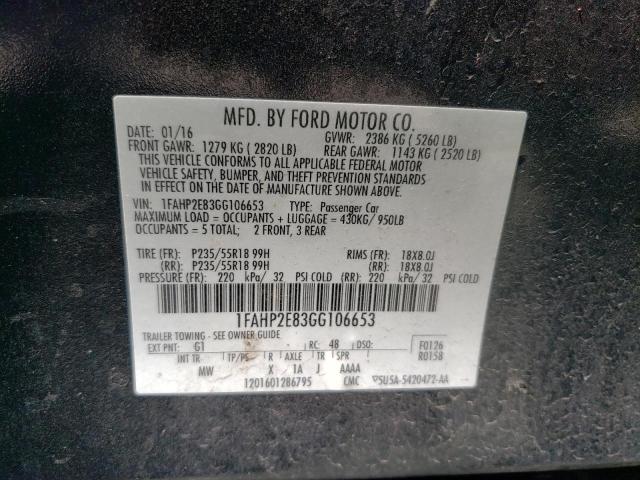 MFD. BY FORD MOTOR CO.
DATE: 01/16 GVWR: 2386 KG ( 5260 LB)
FRONT GAWR: 1279 KG ( 2820 LB) REAR GAWR: 1143 KG ( 2520 LB)
THIS VEHICLE CONFORMS TO ALL APPLICABLE FEDERAL MOTOR
VEHICLE SAFETY, BUMPER, AND THEFT PREVENTION STANDARDS
IN EFFECT ON THE DATE OF MANUFACTURE SHOWN ABOVE.
VIN: 1FAHP2E83GG106653 TYPE: Passenger Car
MAXIMUM LOAD = OCCUPANTS + LUGGAGE = 430KG/ 950LB
OCCUPANTS = 5 TOTAL; 2 FRONT, 3 REAR
TIRE (FR): P235/55R18 99H RIMS (FR): 18X8.0J
(RR): P235/55R18 99H (RR): 18X8.0J
PRESSURE (FR): 220 kPa/ 32 PSI COLD (RR): 220 kPa/ 32 PSI COLD
1FAHP2E83GG106653
TRAILER TOWING - SEE OWNER GUIDE
EXT PNT: G1 RC: 48 DSO: F0126
INT TR TP/PS R AXLE TR SPR R0158
MW X 1A J AAAA
1201601286795 CMC 5U5A-5420472-AA